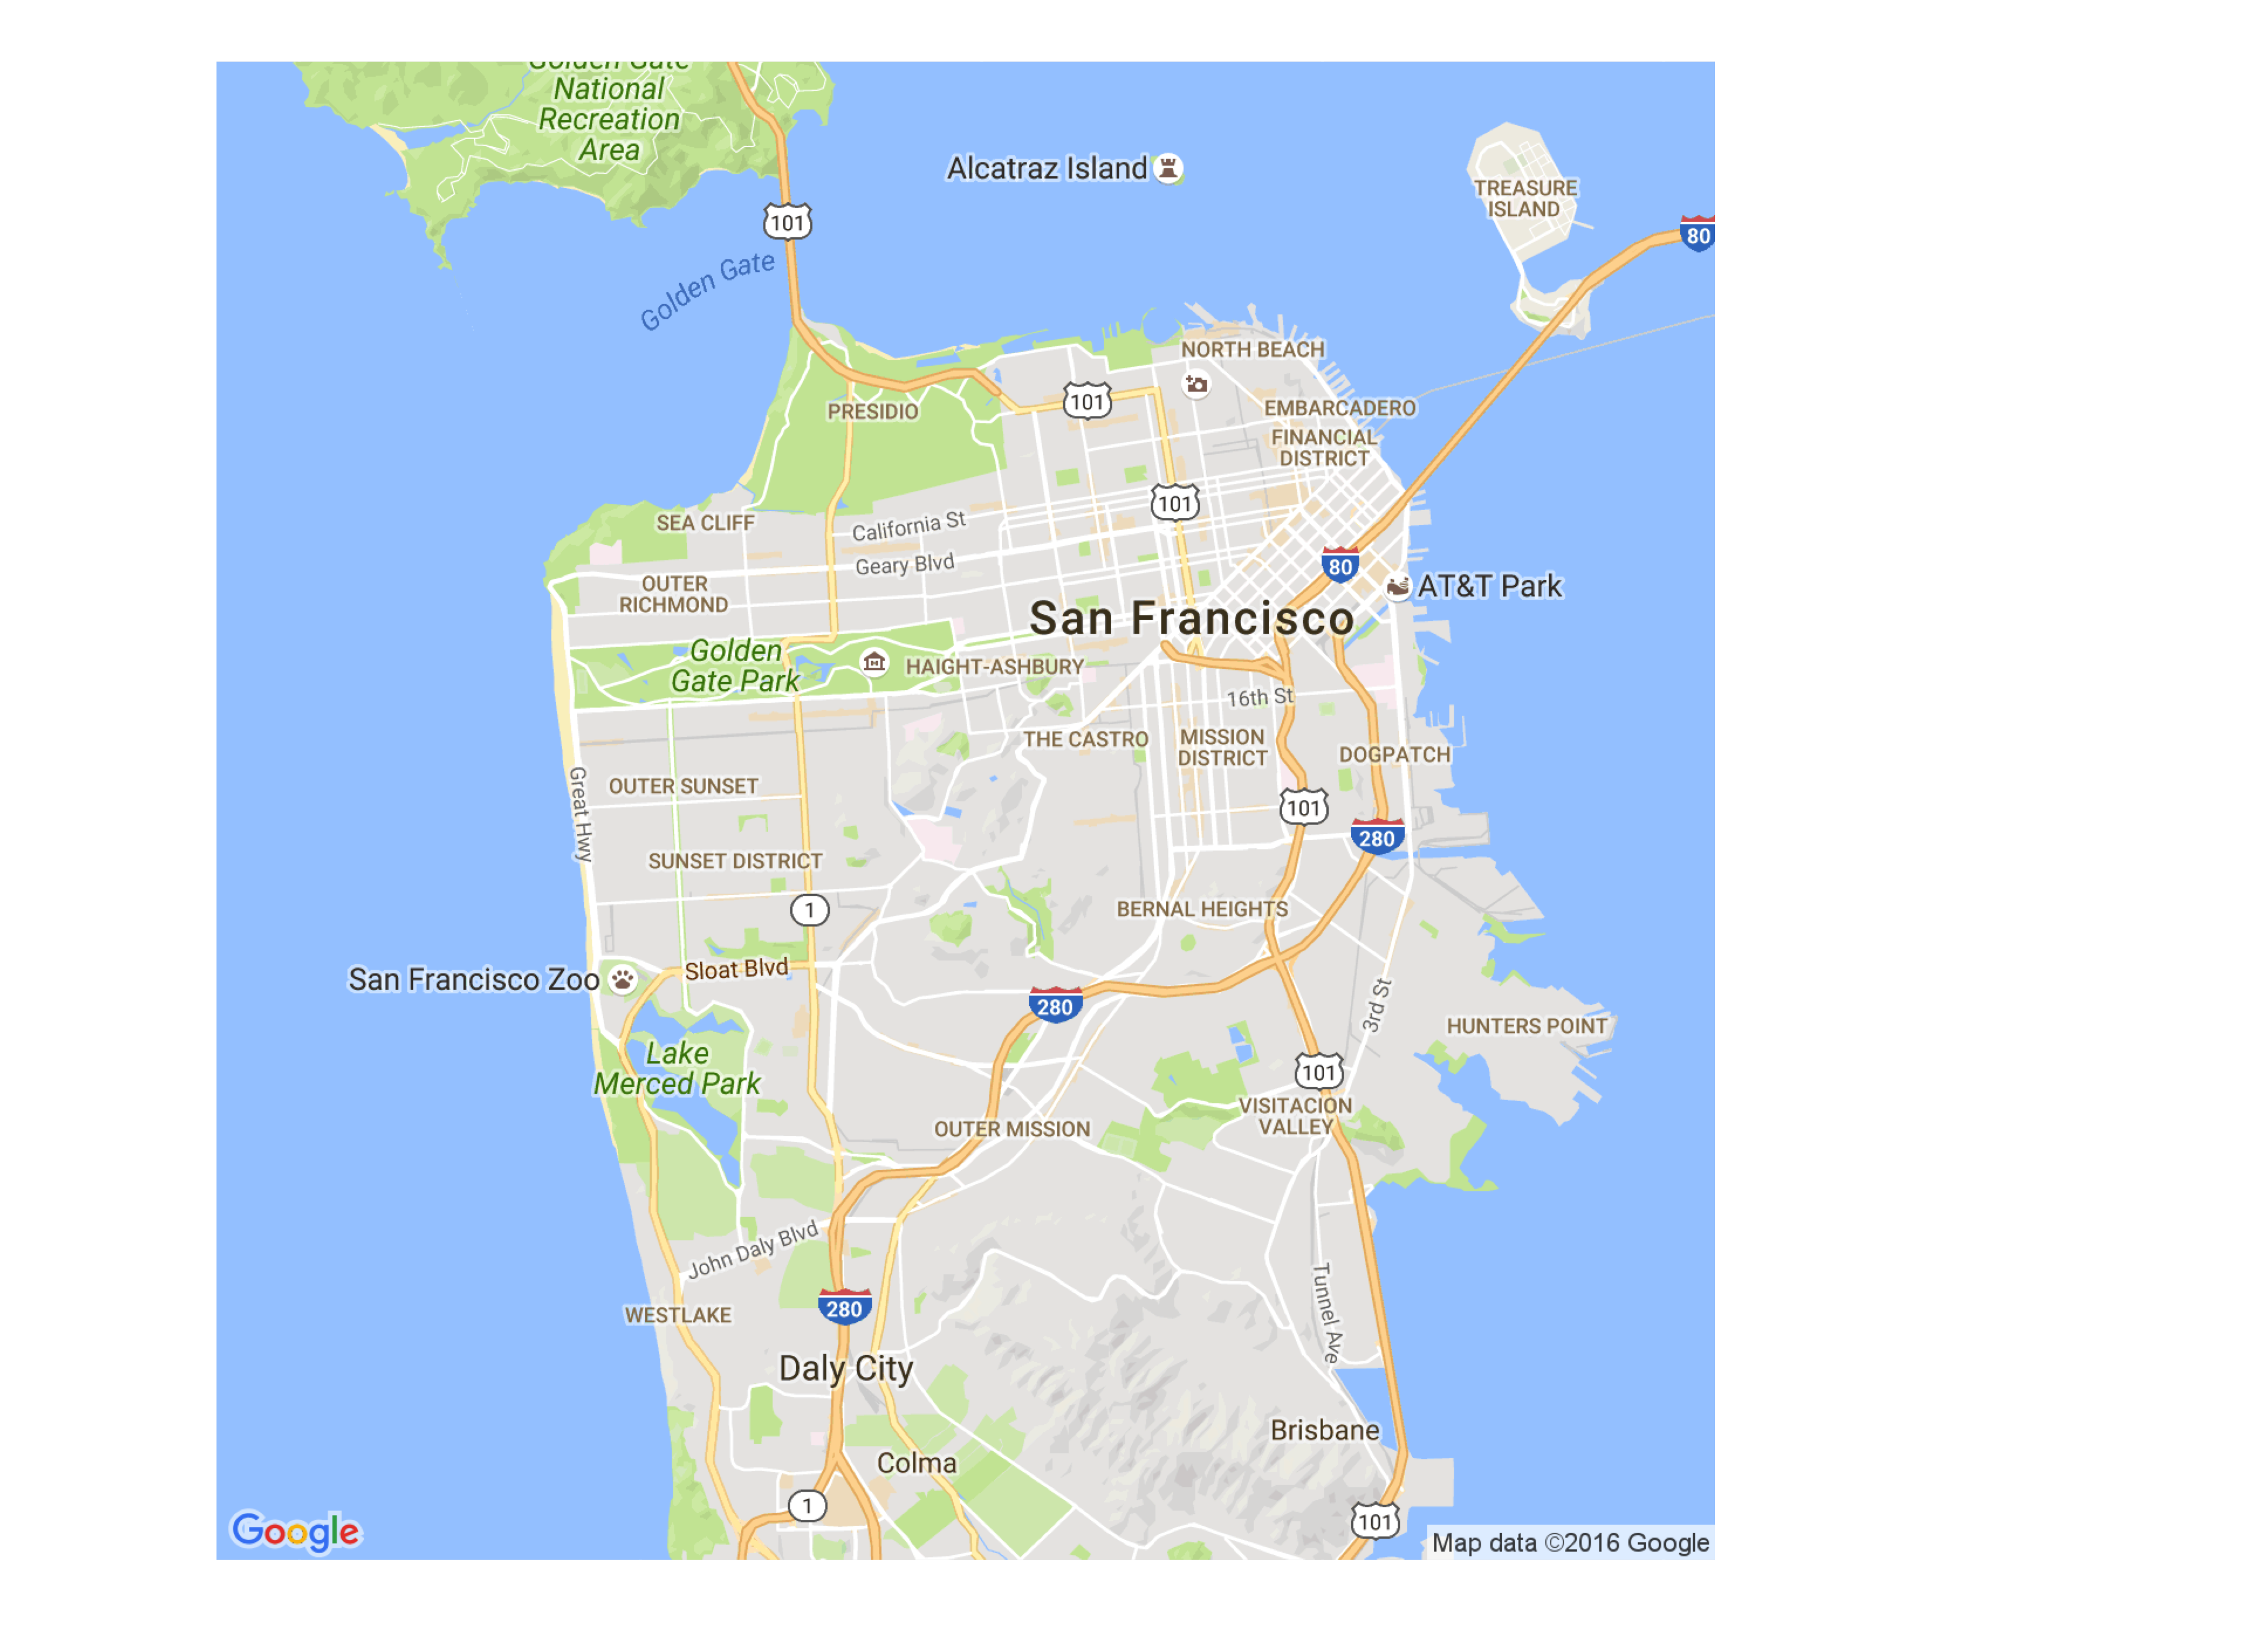 Golden Gate
National
Recreation
Area
Alcatraz Island
TREASURE
ISLAND
101
80
Golden Gate
NORTH BEACH
101
PRESIDIO
EMBARCADERO
FINANCIAL
DISTRICT
101
SEA CLIFF
California St
Geary Blvd
80
OUTER
RICHMOND
AT&T Park
San Francisco
Golden
Gate Park
HAIGHT-ASHBURY
16th St
THE CASTRO
MISSION
DISTRICT
DOGPATCH
OUTER SUNSET
Great Hwy
101
280
SUNSET DISTRICT
1
BERNAL HEIGHTS
San Francisco Zoo
Sloat Blvd
280
3rd St
HUNTERS POINT
Lake
Merced Park
101
VISITACION
VALLEY
OUTER MISSION
John Daly Blvd
280
Tunnel Ave
WESTLAKE
Daly City
Brisbane
Colma
1
101
Google
Map data ©2016 Google